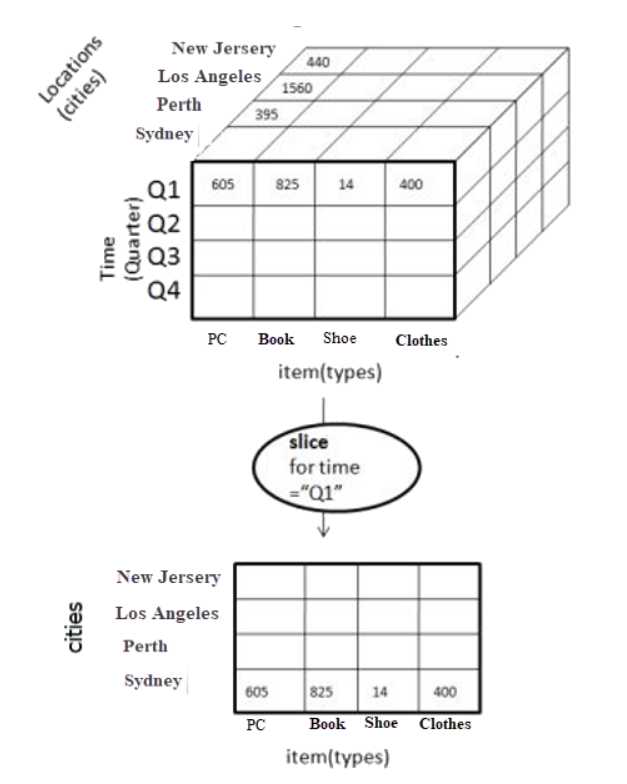 Locations
(cities)
New Jersery
Los Angeles
Perth
Sydney
440
1560
395
Time
(Quarter)
Q1
Q2
Q3
Q4
605 825 14 400
PC Book Shoe Clothes
item(types)
slice
for time
="Q1"
cities
New Jersery
Los Angeles
Perth
Sydney
605 825 14 400
PC Book Shoe Clothes
item(types)